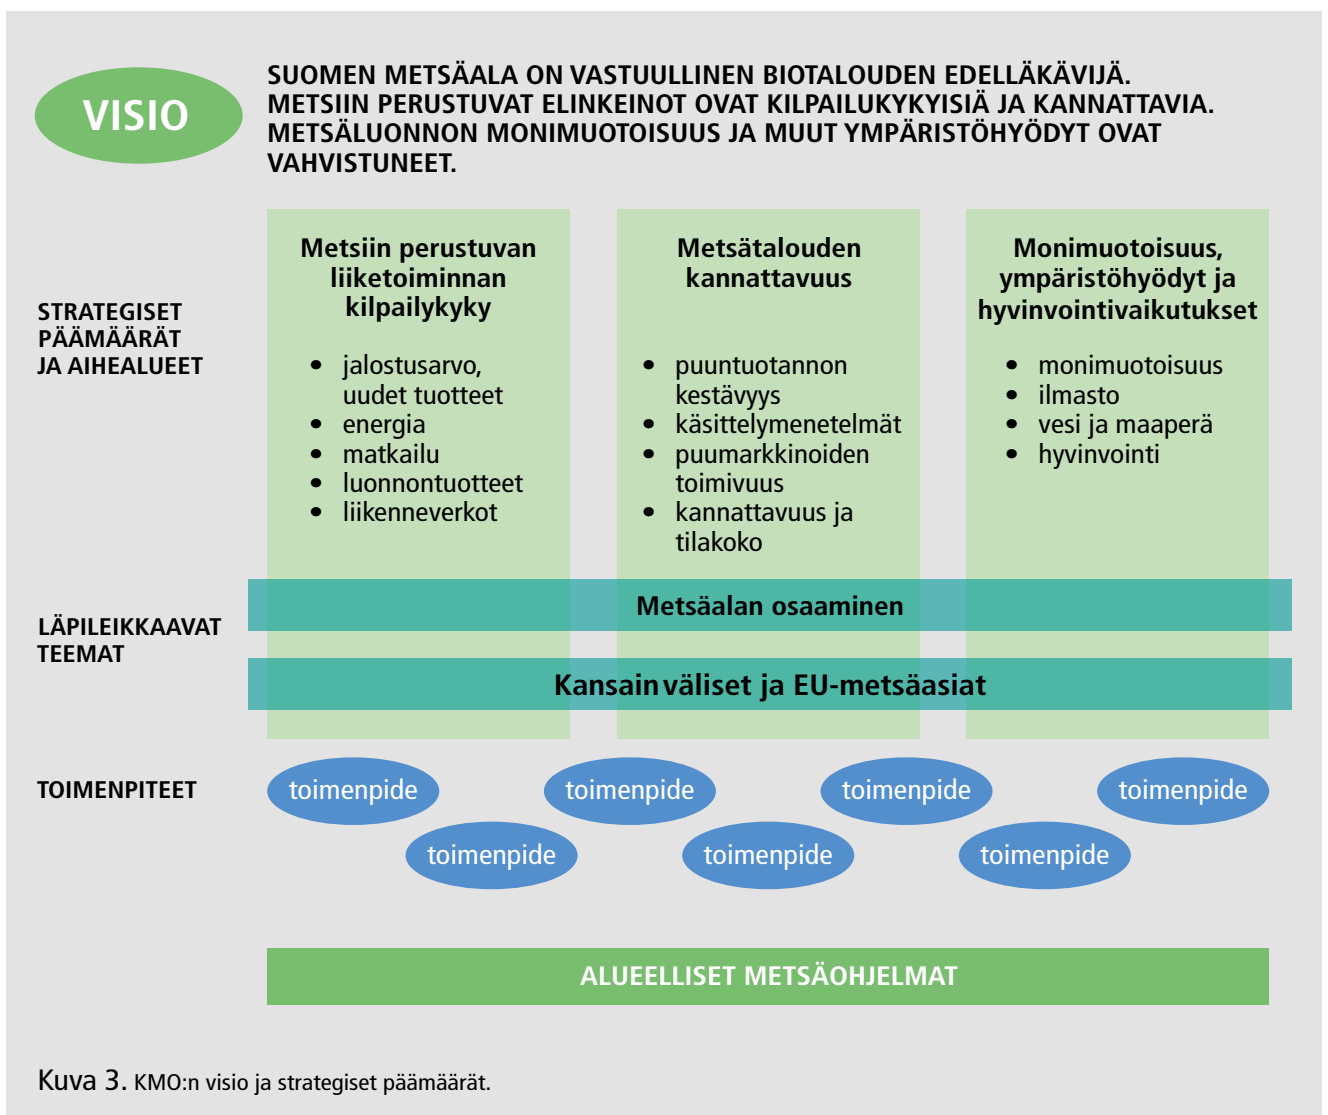 VISIO
SUOMEN METSÄALA ON VASTUULLINEN BIOTALOUDEN EDELLÄKÄVIJÄ.
METSIIN PERUSTUVAT ELINKEINOT OVAT KILPAILUKYKYISIÄ JA KANNATTAVIA.
METSÄLUONNON MONIMUOTOISUUS JA MUUT YMPÄRISTÖHYÖDYT OVAT
VAHVISTUNEET.
STRATEGISET
PÄÄMÄÄRÄT
JA AIHEALUEET
Metsiin perustuvan
liiketoiminnan
kilpailykyky
• jalostusarvo,
uudet tuotteet
• energia
• matkailu
• luonnontuotteet
• liikenneverkot
Metsätalouden
kannattavuus
• puuntuotannon
kestävyys
• käsittelymenetelmät
• puumarkkinoiden
toimivuus
• kannattavuus ja
tilakoko
Monimuotoisuus,
ympäristöhyödyt ja
hyvinvointivaikutukset
• monimuotoisuus
• ilmasto
• vesi ja maaperä
• hyvinvointi
LÄPILEIKKAAVAT
TEEMAT
Metsäalan osaaminen
Kansainväliset ja EU-metsäasiat
TOIMENPITEET
toimenpide toimenpide toimenpide toimenpide
toimenpide toimenpide toimenpide
ALUEELLISET METSÄOHJELMAT
Kuva 3. KMO:n visio ja strategiset päämäärät.